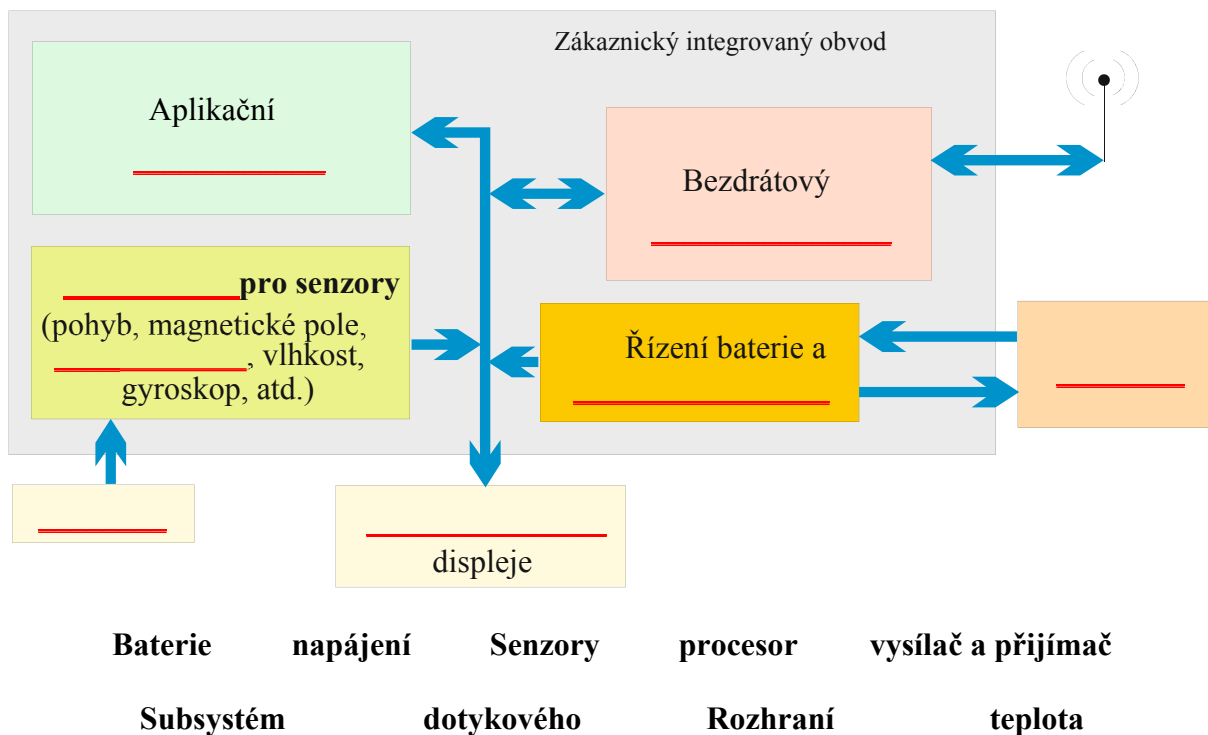 Zákaznický integrovaný obvod
Aplikační
Bezdrátový
pro senzory
(pohyb, magnetické pole,
, vlhkost,
gyroskop, atd.)
Řízení baterie a
displeje
Baterie napájení Senzory procesor vysílač a přijímač
Subsystém dotykového Rozhraní teplota